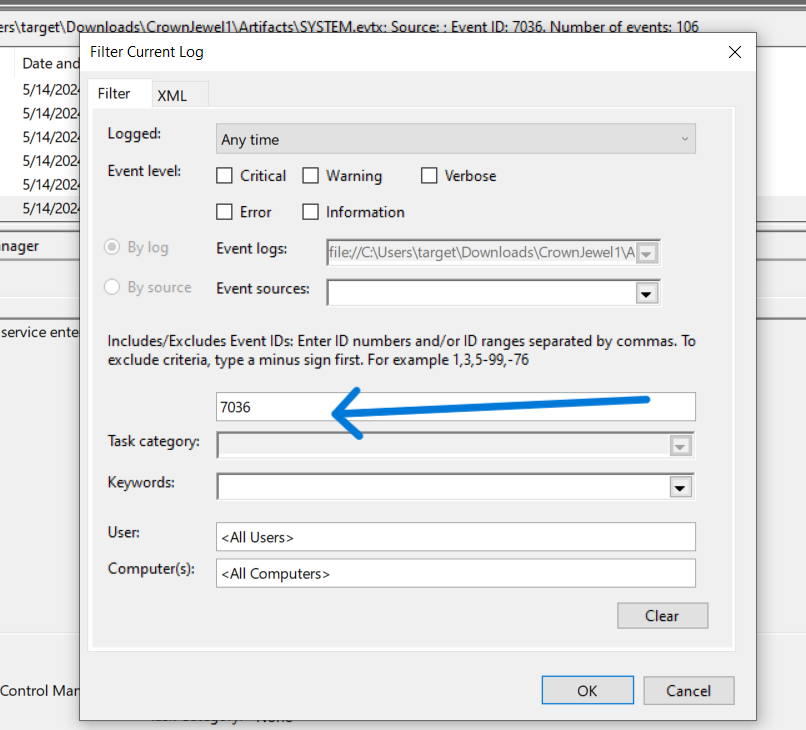 ers\target\Downloads\CrownJewel1\Artifacts\SYSTEM.evtx; Source: ; Event ID: 7036. Number of events: 106
Filter Current Log
Date and
Filter
XML
5/14/2024
5/14/2024
5/14/2024
5/14/2024
5/14/2024
5/14/2024
Logged:
Any time
Event level:
Critical
Warning
Verbose
Error
Information
anager
By log
Event logs:
file://C:\Users\target\Downloads\CrownJewel1\A
By source
Event sources:
service ente
Includes/Excludes Event IDs: Enter ID numbers and/or ID ranges separated by commas. To
exclude criteria, type a minus sign first. For example 1,3,5-99,-76
7036
Task category:
Keywords:
User:
<All Users>
Computer(s):
<All Computers>
Clear
Control Man
OK
Cancel